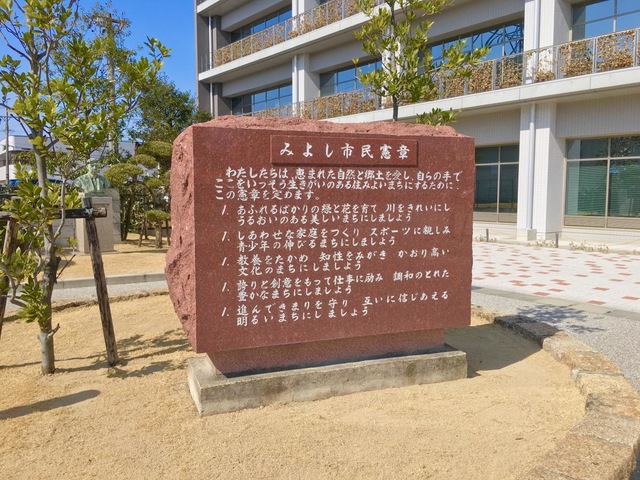 みよし市民憲章
わたしたちは、恵まれた自然と郷土を愛し、自らの手で
ここをいっそう生きがいのある住みよいまちにするために
この憲章を定めます。
1. あふれるばかりの緑と花を育て 川をきれいにし
うるおいのある美しいまちにしましょう
1. しあわせな家庭をつくり スポーツに親しみ
青少年の伸びるまちにしましょう
1. 教養をたかめ 知性をみがき かおり高い
文化のまちにしましょう
1. 誇りと創意をもって仕事に励み 調和のとれた
豊かなまちにしましょう
1. 進んできまりを守り 互いに信じあえる
明るいまちにしましょう